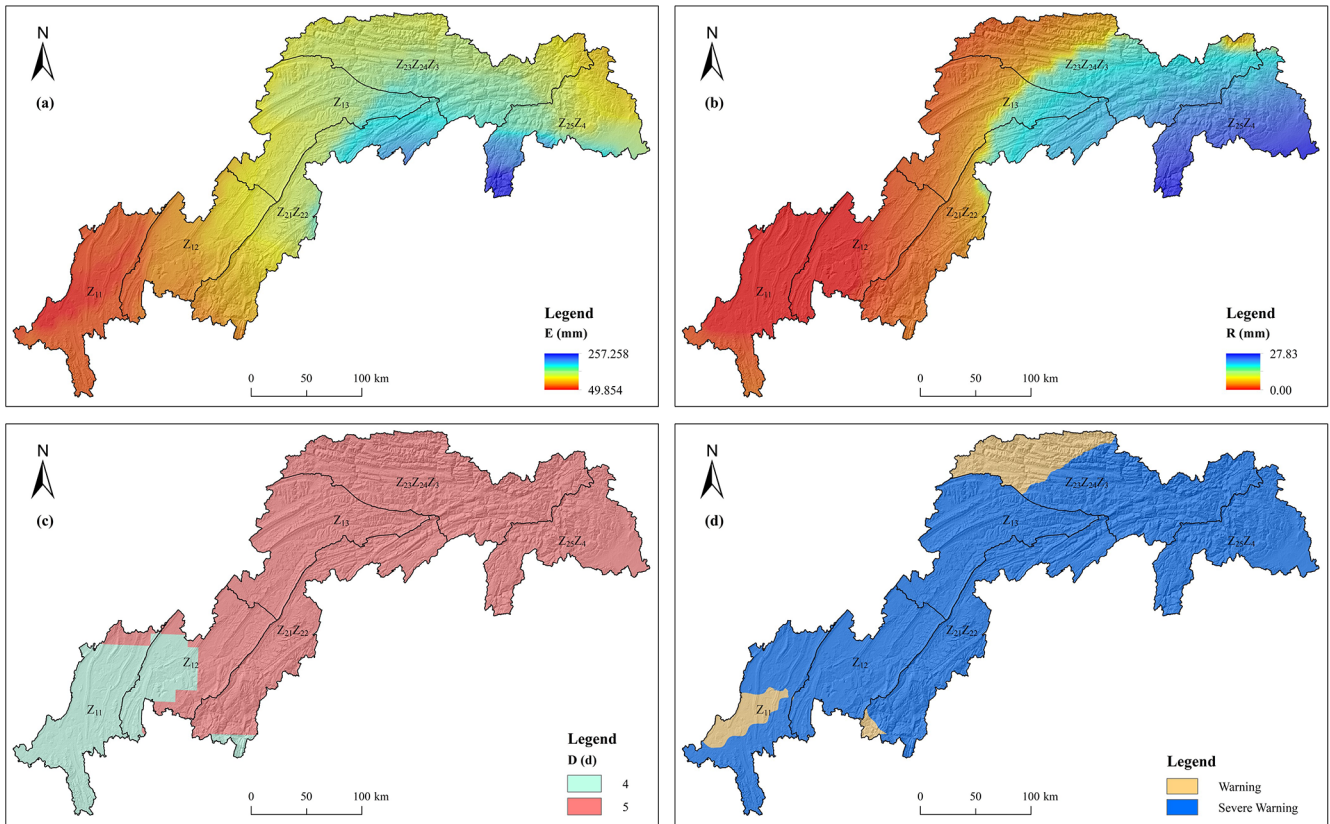 N
(a)
Z₂₃Z₂₄Z₃
Z₁₃
Z₂₅Z₄
Z₂₁Z₂₂
Z₁₂
Z₁₁
Legend
E (mm)
257.258
49.854
0 50 100 km
N
(b)
Z₂₃Z₂₄Z₃
Z₁₃
Z₂₅Z₄
Z₂₁Z₂₂
Z₁₂
Z₁₁
Legend
R (mm)
27.83
0.00
0 50 100 km
N
(c)
Z₂₃Z₂₄Z₃
Z₁₃
Z₂₅Z₄
Z₂₁Z₂₂
Z₁₂
Z₁₁
Legend
D (d)
4
5
0 50 100 km
N
(d)
Z₂₃Z₂₄Z₃
Z₁₃
Z₂₅Z₄
Z₂₁Z₂₂
Z₁₂
Z₁₁
Legend
Warning
Severe Warning
0 50 100 km